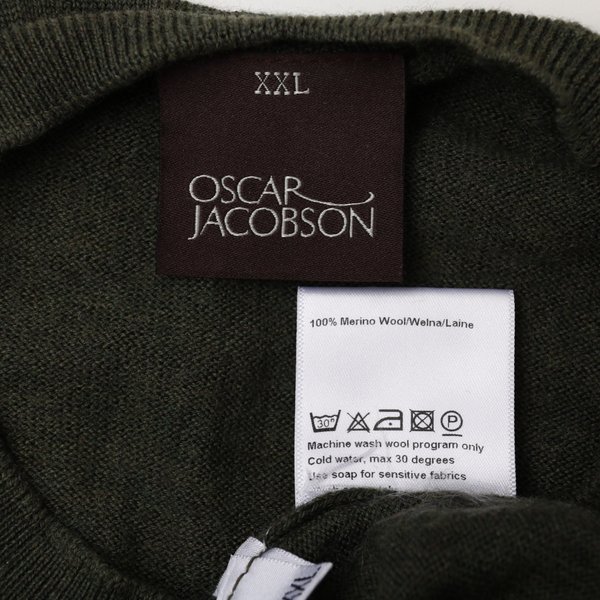 XXL
OSCAR
JACOBSON
100% Merino Wool/Welna/Laine
30°
P
Machine wash wool program only
Cold water, max 30 degrees
Use soap for sensitive fabrics